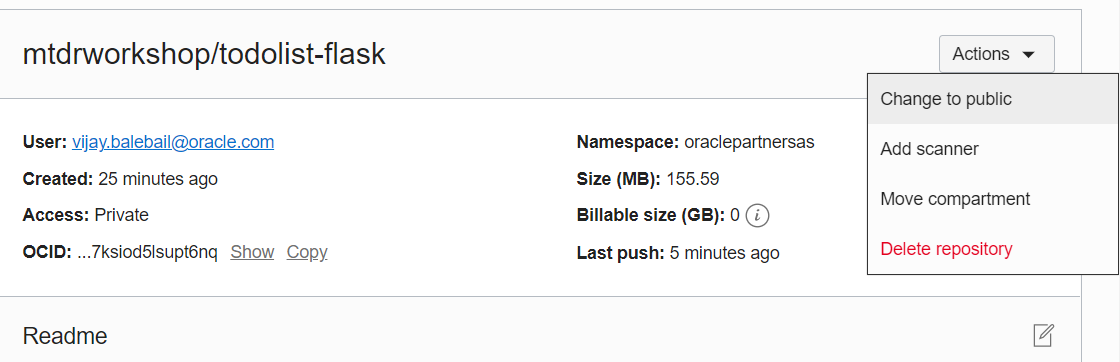 mtdrworkshop/todolist-flask
Actions
Change to public
Add scanner
Move compartment
Delete repository
User: vijay.balebail@oracle.com
Created: 25 minutes ago
Access: Private
OCID: ...7ksiod5lsupt6nq Show Copy
Namespace: oraclepartnersas
Size (MB): 155.59
Billable size (GB): 0 i
Last push: 5 minutes ago
Readme